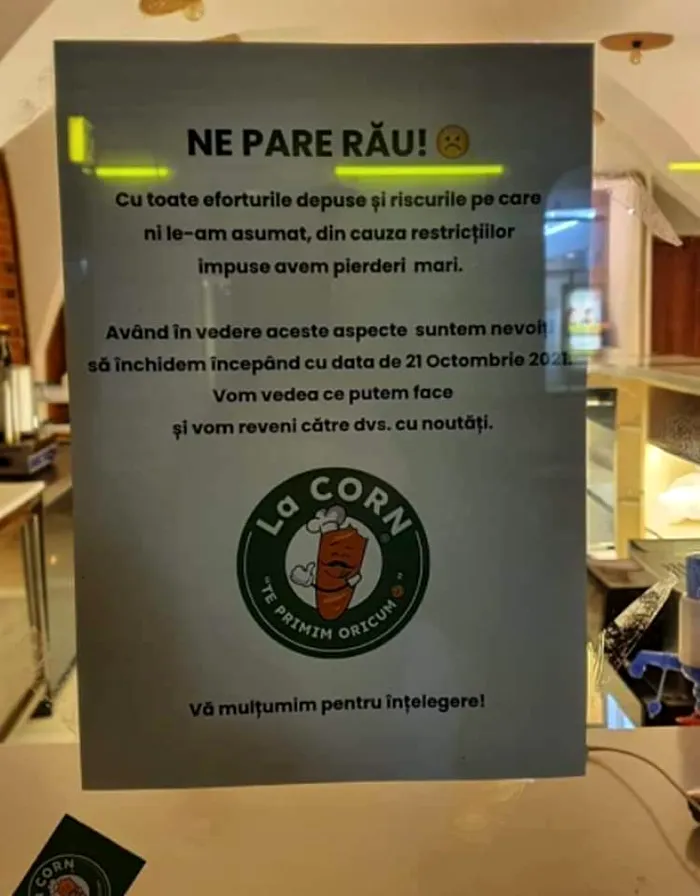 NE PARE RĂU! ☹️
Cu toate eforturile depuse și riscurile pe care
ni le-am asumat, din cauza restricțiilor
impuse avem pierderi mari.
Având în vedere aceste aspecte suntem nevoiți
să închidem începând cu data de 21 Octombrie 2021.
Vom vedea ce putem face
și vom reveni către dvs. cu noutăți.
La CORN®
"TE PRIMIM ORICUM"
Vă mulțumim pentru înțelegere!
CORN